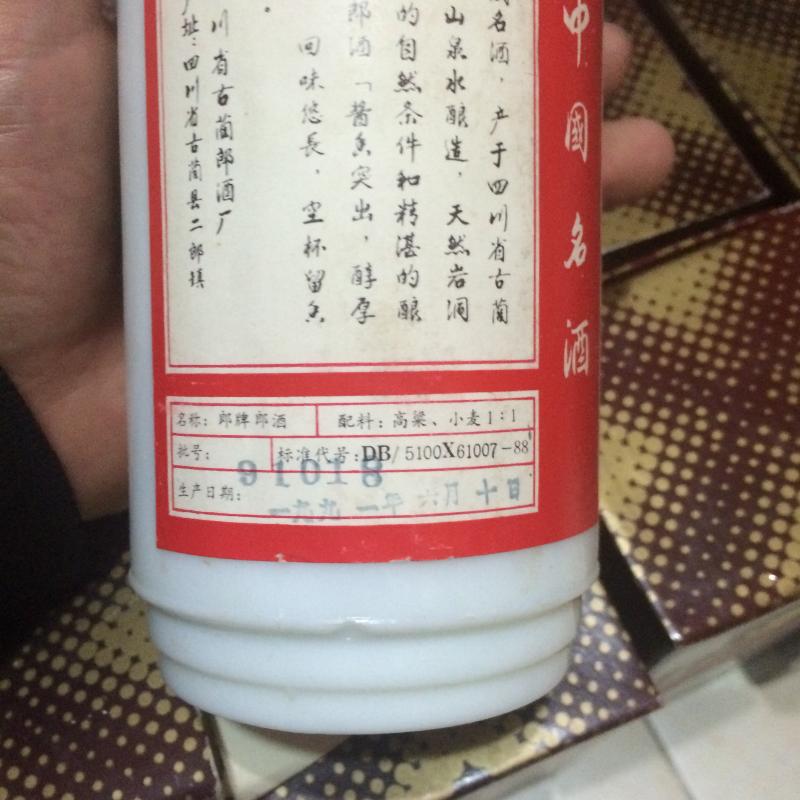 名酒，产于四川省古蔺
山泉水酿造，天然岩洞
的自然条件和精湛的酿
郎酒「酱香突出，醇厚
回味悠長，空杯留香
。
川省古蔺郎酒厂
址：四川省古蔺县二郎镇
中國名酒
名称：郎牌郎酒
配料：高粱、小麦1：1
批号：
标准代号：DB/5100X61007-88
91018
生产日期：
一九九一年六月十日